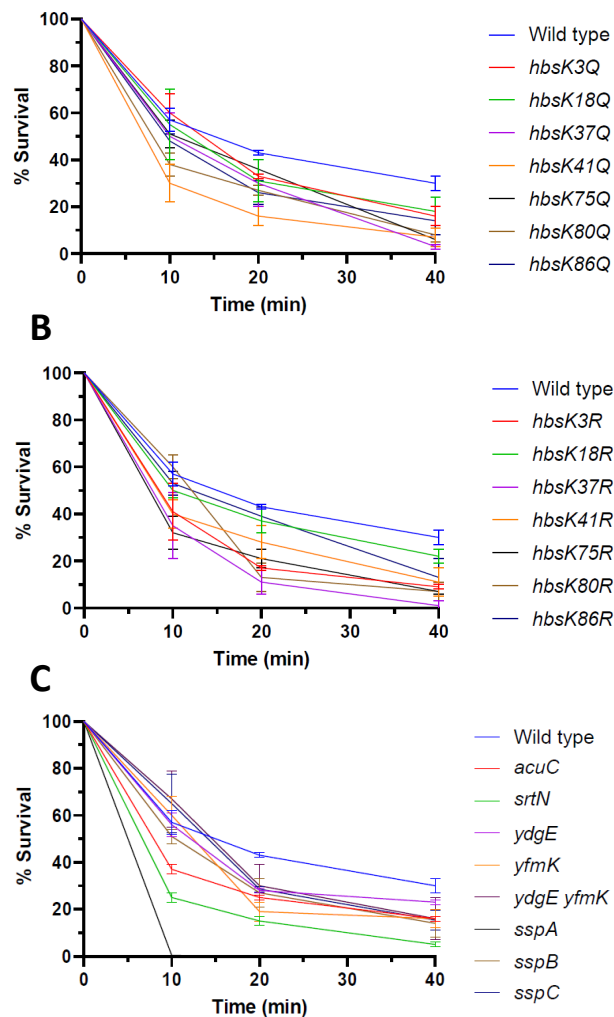 100
80
60
40
20
0
% Survival
0 10 20 30 40
Time (min)
Wild type
hbsK3Q
hbsK18Q
hbsK37Q
hbsK41Q
hbsK75Q
hbsK80Q
hbsK86Q
B
100
80
60
40
20
0
% Survival
0 10 20 30 40
Time (min)
Wild type
hbsK3R
hbsK18R
hbsK37R
hbsK41R
hbsK75R
hbsK80R
hbsK86R
C
100
80
60
40
20
0
% Survival
0 10 20 30 40
Time (min)
Wild type
acuC
srtN
ydgE
yfmK
ydgE yfmK
sspA
sspB
sspC